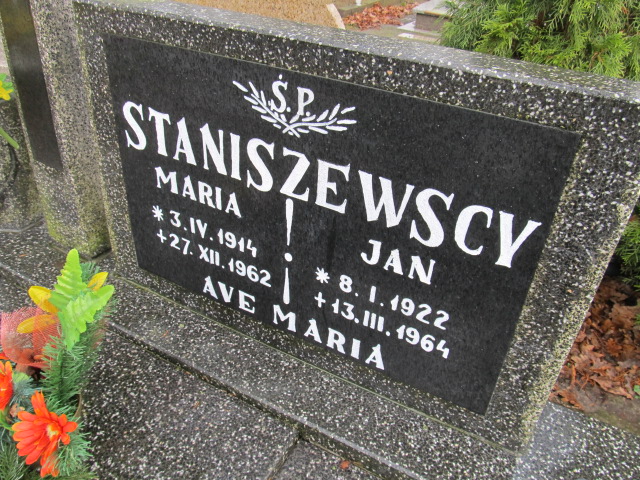 Ś.P.
STANISZEWSCY
MARIA
* 3. IV. 1914
+ 27. XII. 1962
JAN
* 8. I. 1922
+ 13. III. 1964
AVE MARIA